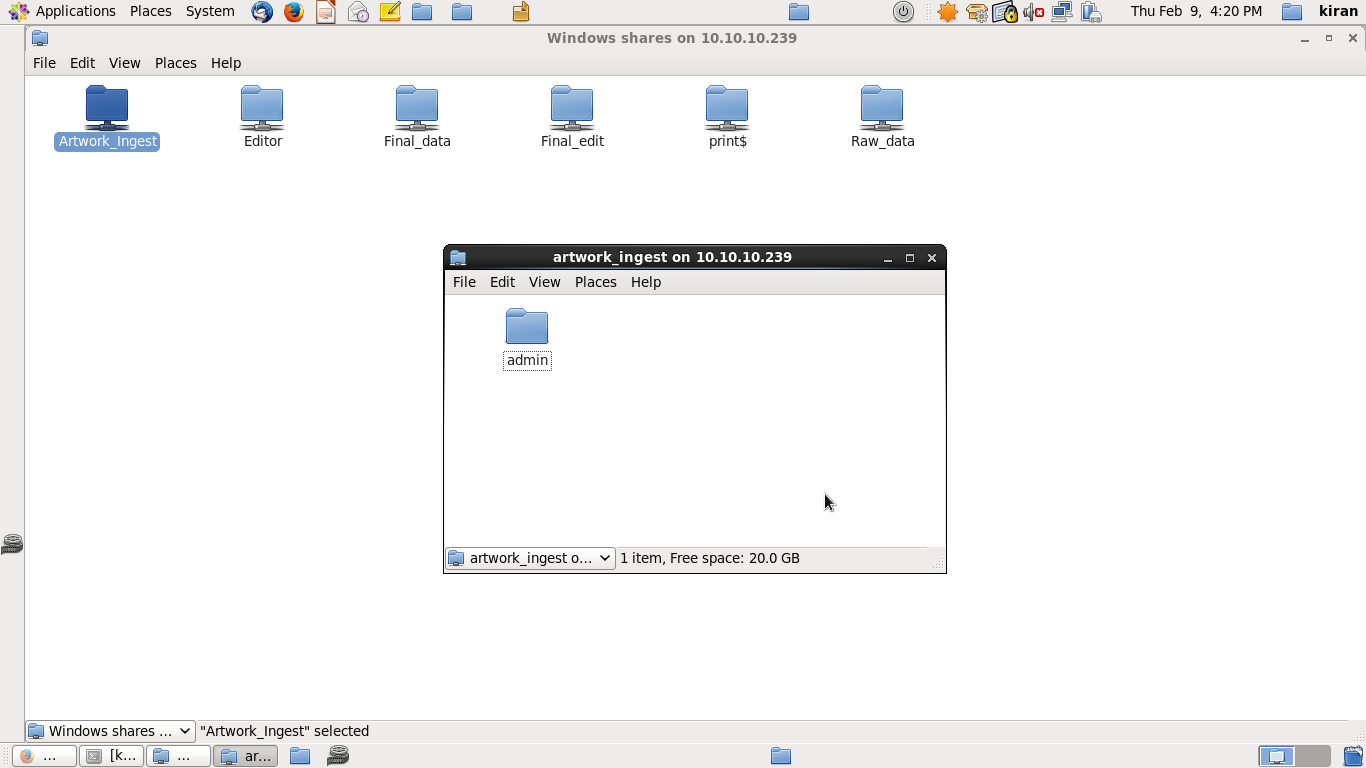 Applications Places System Thu Feb 9, 4:20 PM kiran
Windows shares on 10.10.10.239
File Edit View Places Help
Artwork_Ingest Editor Final_data Final_edit print$ Raw_data
artwork_ingest on 10.10.10.239
File Edit View Places Help
admin
artwork_ingest o... 1 item, Free space: 20.0 GB
Windows shares ... "Artwork_Ingest" selected
... [k... ... ar...